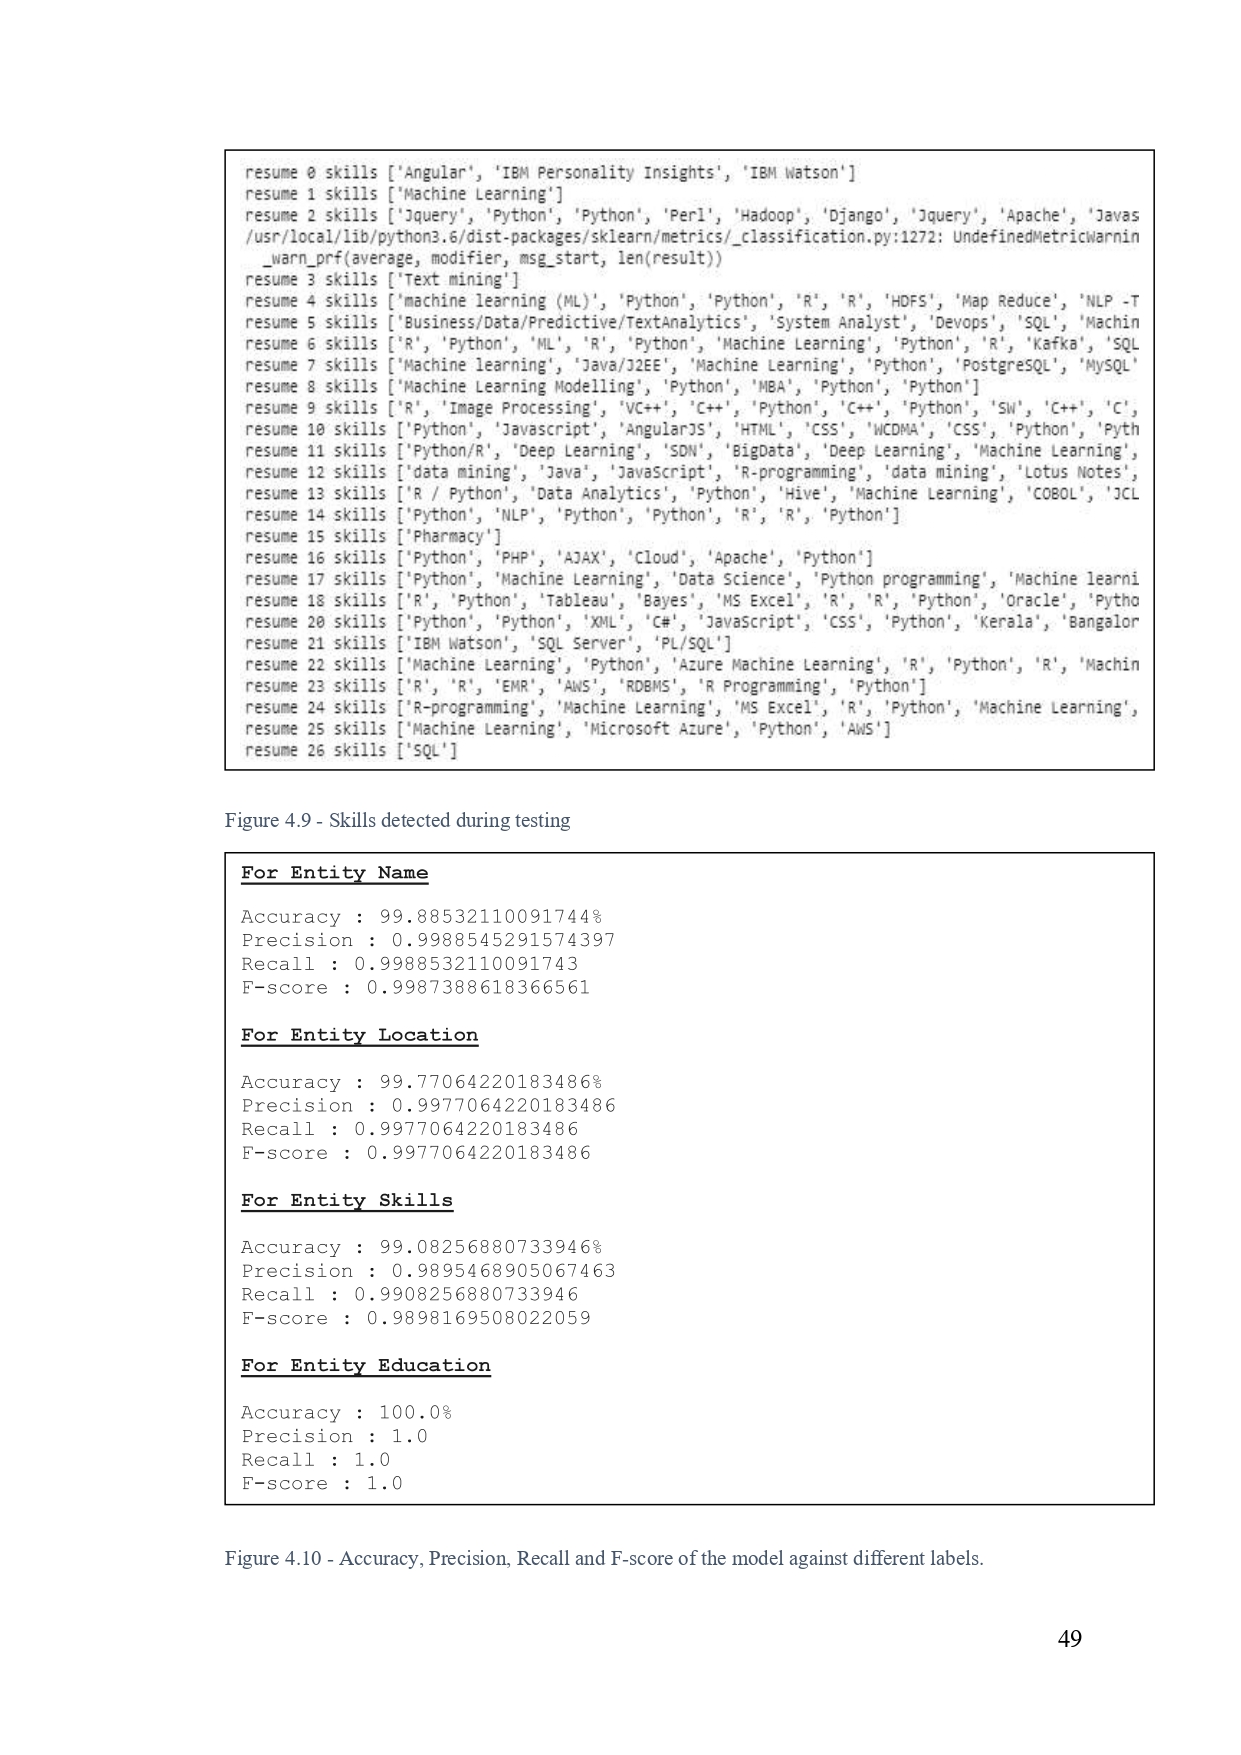 resume 0 skills ['Angular', 'IBM Personality Insights', 'IBM Watson']
resume 1 skills ['Machine Learning']
resume 2 skills ['Jquery', 'Python', 'Python', 'Perl', 'Hadoop', 'Django', 'Jquery', 'Apache', 'Javas
/usr/local/lib/python3.6/dist-packages/sklearn/metrics/_classification.py:1272: UndefinedMetricWarnin
_warn_prf(average, modifier, msg_start, len(result))
resume 3 skills ['Text mining']
resume 4 skills ['machine learning (ML)', 'Python', 'Python', 'R', 'R', 'HDFS', 'Map Reduce', 'NLP -T
resume 5 skills ['Business/Data/Predictive/TextAnalytics', 'System Analyst', 'Devops', 'SQL', 'Machin
resume 6 skills ['R', 'Python', 'ML', 'R', 'Python', 'Machine Learning', 'Python', 'R', 'Kafka', 'SQL
resume 7 skills ['Machine learning', 'Java/J2EE', 'Machine Learning', 'Python', 'PostgreSQL', 'MySQL'
resume 8 skills ['Machine Learning Modelling', 'Python', 'MBA', 'Python', 'Python']
resume 9 skills ['R', 'Image Processing', 'VC++', 'C++', 'Python', 'C++', 'Python', 'SW', 'C++', 'C',
resume 10 skills ['Python', 'Javascript', 'AngularJS', 'HTML', 'CSS', 'WCDMA', 'CSS', 'Python', 'Pyth
resume 11 skills ['Python/R', 'Deep Learning', 'SDN', 'BigData', 'Deep Learning', 'Machine Learning',
resume 12 skills ['data mining', 'Java', 'JavaScript', 'R-programming', 'data mining', 'Lotus Notes',
resume 13 skills ['R / Python', 'Data Analytics', 'Python', 'Hive', 'Machine Learning', 'COBOL', 'JCL
resume 14 skills ['Python', 'NLP', 'Python', 'Python', 'R', 'R', 'Python']
resume 15 skills ['Pharmacy']
resume 16 skills ['Python', 'PHP', 'AJAX', 'Cloud', 'Apache', 'Python']
resume 17 skills ['Python', 'Machine Learning', 'Data Science', 'Python programming', 'Machine learni
resume 18 skills ['R', 'Python', 'Tableau', 'Bayes', 'MS Excel', 'R', 'R', 'Python', 'Oracle', 'Pytho
resume 20 skills ['Python', 'Python', 'XML', 'C#', 'JavaScript', 'CSS', 'Python', 'Kerala', 'Bangalor
resume 21 skills ['IBM Watson', 'SQL Server', 'PL/SQL']
resume 22 skills ['Machine Learning', 'Python', 'Azure Machine Learning', 'R', 'Python', 'R', 'Machin
resume 23 skills ['R', 'R', 'EMR', 'AWS', 'RDBMS', 'R Programming', 'Python']
resume 24 skills ['R-programming', 'Machine Learning', 'MS Excel', 'R', 'Python', 'Machine Learning',
resume 25 skills ['Machine Learning', 'Microsoft Azure', 'Python', 'AWS']
resume 26 skills ['SQL']
Figure 4.9 - Skills detected during testing
For Entity Name
Accuracy : 99.88532110091744%
Precision : 0.9988545291574397
Recall : 0.9988532110091743
F-score : 0.9987388618366561
For Entity Location
Accuracy : 99.77064220183486%
Precision : 0.9977064220183486
Recall : 0.9977064220183486
F-score : 0.9977064220183486
For Entity Skills
Accuracy : 99.08256880733946%
Precision : 0.9895468905067463
Recall : 0.9908256880733946
F-score : 0.9898169508022059
For Entity Education
Accuracy : 100.0%
Precision : 1.0
Recall : 1.0
F-score : 1.0
Figure 4.10 - Accuracy, Precision, Recall and F-score of the model against different labels.
49